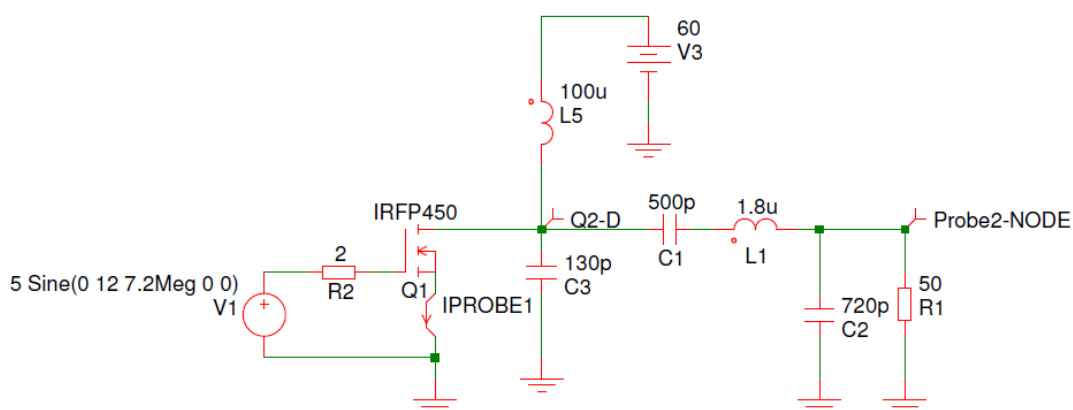 60
V3
100u
L5
IRFP450
Q2-D
500p
C1
1.8u
L1
Probe2-NODE
2
R2
Q1
5 Sine(0 12 7.2Meg 0 0)
V1
IPROBE1
130p
C3
720p
C2
50
R1